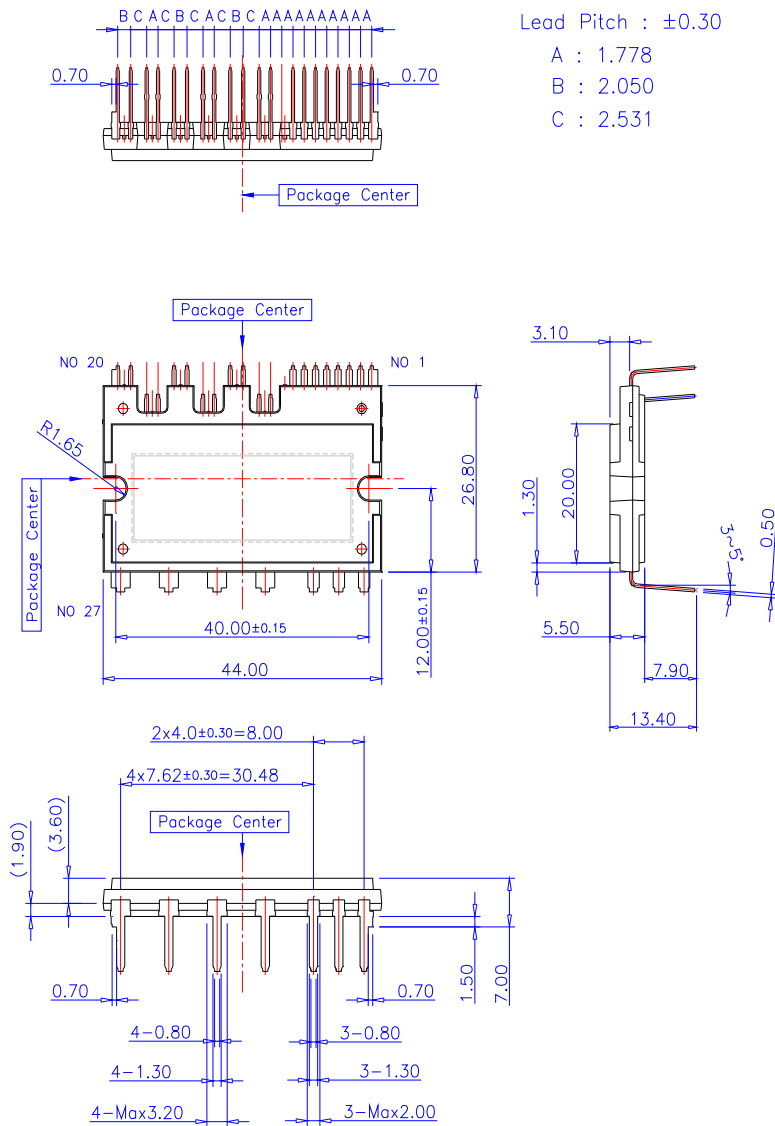 B C A C B C A C B C A A A A A A A A A
Lead Pitch : ±0.30
A : 1.778
B : 2.050
C : 2.531
0.70
0.70
Package Center
Package Center
NO 20
NO 1
R1.65
Package Center
26.80
NO 27
40.00±0.15
12.00±0.15
44.00
3.10
1.30
20.00
3~5°
0.50
5.50
7.90
13.40
2x4.0±0.30=8.00
4x7.62±0.30=30.48
Package Center
(1.90)
(3.60)
1.50
7.00
0.70
0.70
4-0.80
3-0.80
4-1.30
3-1.30
4-Max3.20
3-Max2.00